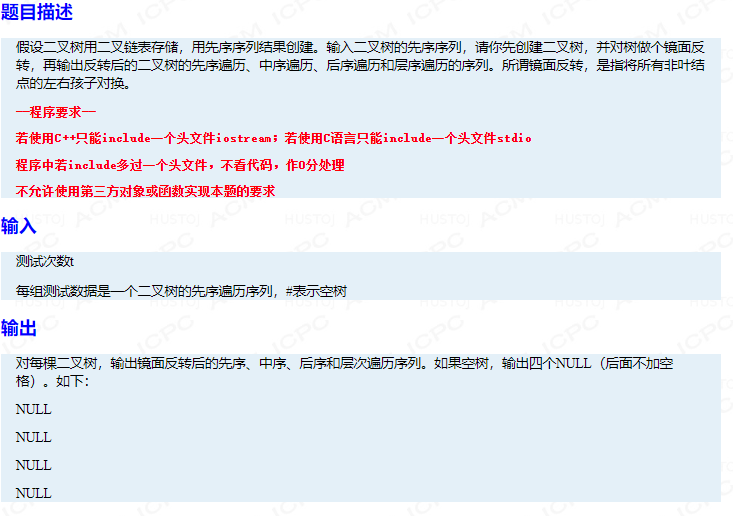 题目描述
假设二叉树用二叉链表存储，用先序序列结果创建。输入二叉树的先序序列，请你先创建二叉树，并对树做个镜面反
转，再输出反转后的二叉树的先序遍历、中序遍历、后序遍历和层序遍历的序列。所谓镜面反转，是指将所有非叶结
点的左右孩子对换。
—程序要求—
若使用C++只能include一个头文件iostream；若使用C语言只能include一个头文件stdio
程序中若include多过一个头文件，不看代码，作0分处理
不允许使用第三方对象或函数实现本题的要求
输入
测试次数t
每组测试数据是一个二叉树的先序遍历序列，#表示空树
输出
对每棵二叉树，输出镜面反转后的先序、中序、后序和层次遍历序列。如果空树，输出四个NULL（后面不加空
格）。如下：
NULL
NULL
NULL
NULL